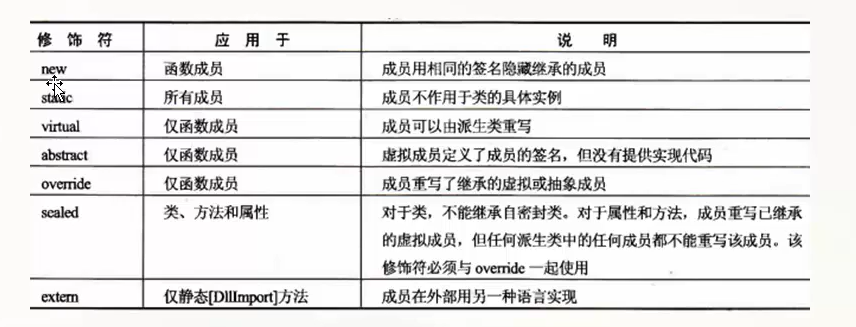 修 饰 符 应 用 于 说 明
new 函数成员 成员用相同的签名隐藏继承的成员
static 所有成员 成员不作用于类的具体实例
virtual 仅函数成员 成员可以由派生类重写
abstract 仅函数成员 虚拟成员定义了成员的签名，但没有提供实现代码
override 仅函数成员 成员重写了继承的虚拟或抽象成员
sealed 类、方法和属性 对于类，不能继承自密封类。对于属性和方法，成员重写已继承
的虚拟成员，但任何派生类中的任何成员都不能重写该成员。该
修饰符必须与 override 一起使用
extern 仅静态[DllImport]方法 成员在外部用另一种语言实现